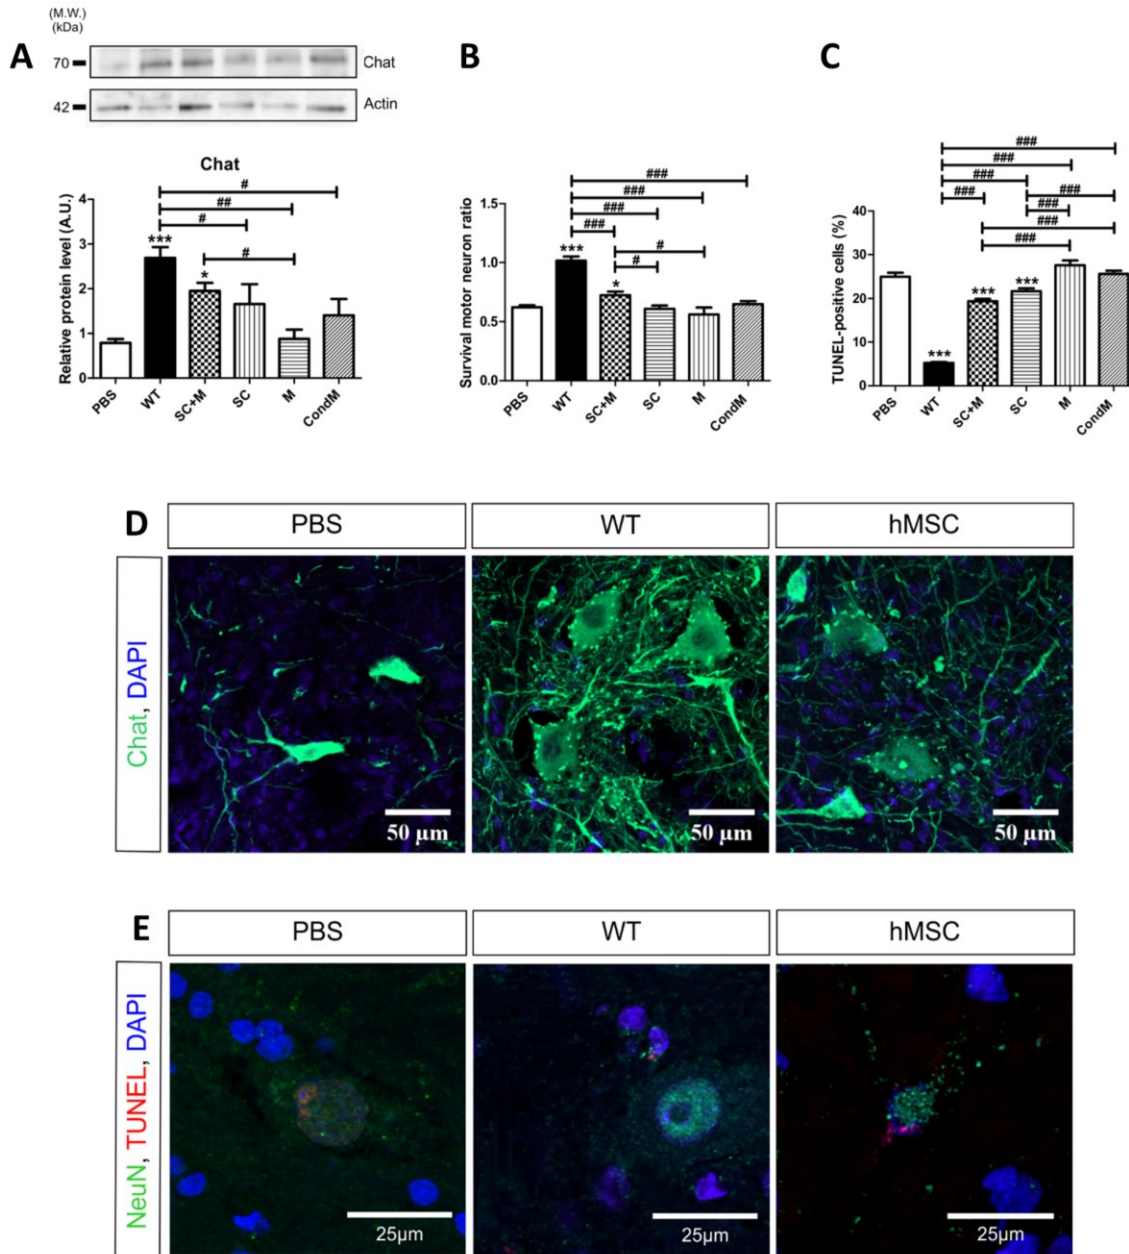 (M.W.)
(kDa)
A
70
Chat
42
Actin
Chat
Relative protein level (A.U.)
4
3
2
1
0
***
*
#
##
#
#
PBS
WT
SC+M
SC
M
CondM
B
Survival motor neuron ratio
1.5
1.0
0.5
0.0
***
*
###
###
###
###
#
#
PBS
WT
SC+M
SC
M
CondM
C
TUNEL-positive cells (%)
40
30
20
10
0
***
***
***
###
###
###
###
###
###
###
###
PBS
WT
SC+M
SC
M
CondM
D
PBS
WT
hMSC
Chat, DAPI
50 µm
50 µm
50 µm
E
PBS
WT
hMSC
NeuN, TUNEL, DAPI
25µm
25µm
25µm